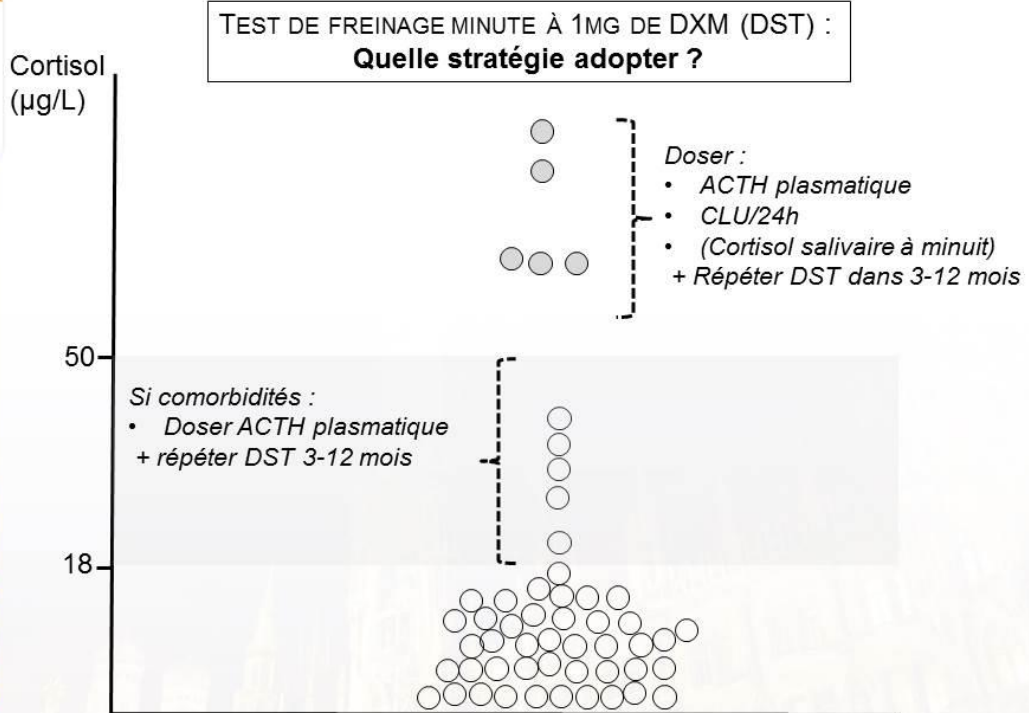 TEST DE FREINAGE MINUTE À 1MG DE DXM (DST) :
Quelle stratégie adopter ?
Cortisol
(µg/L)
Doser :
• ACTH plasmatique
• CLU/24h
• (Cortisol salivaire à minuit)
+ Répéter DST dans 3-12 mois
50
Si comorbidités :
• Doser ACTH plasmatique
+ répéter DST 3-12 mois
18